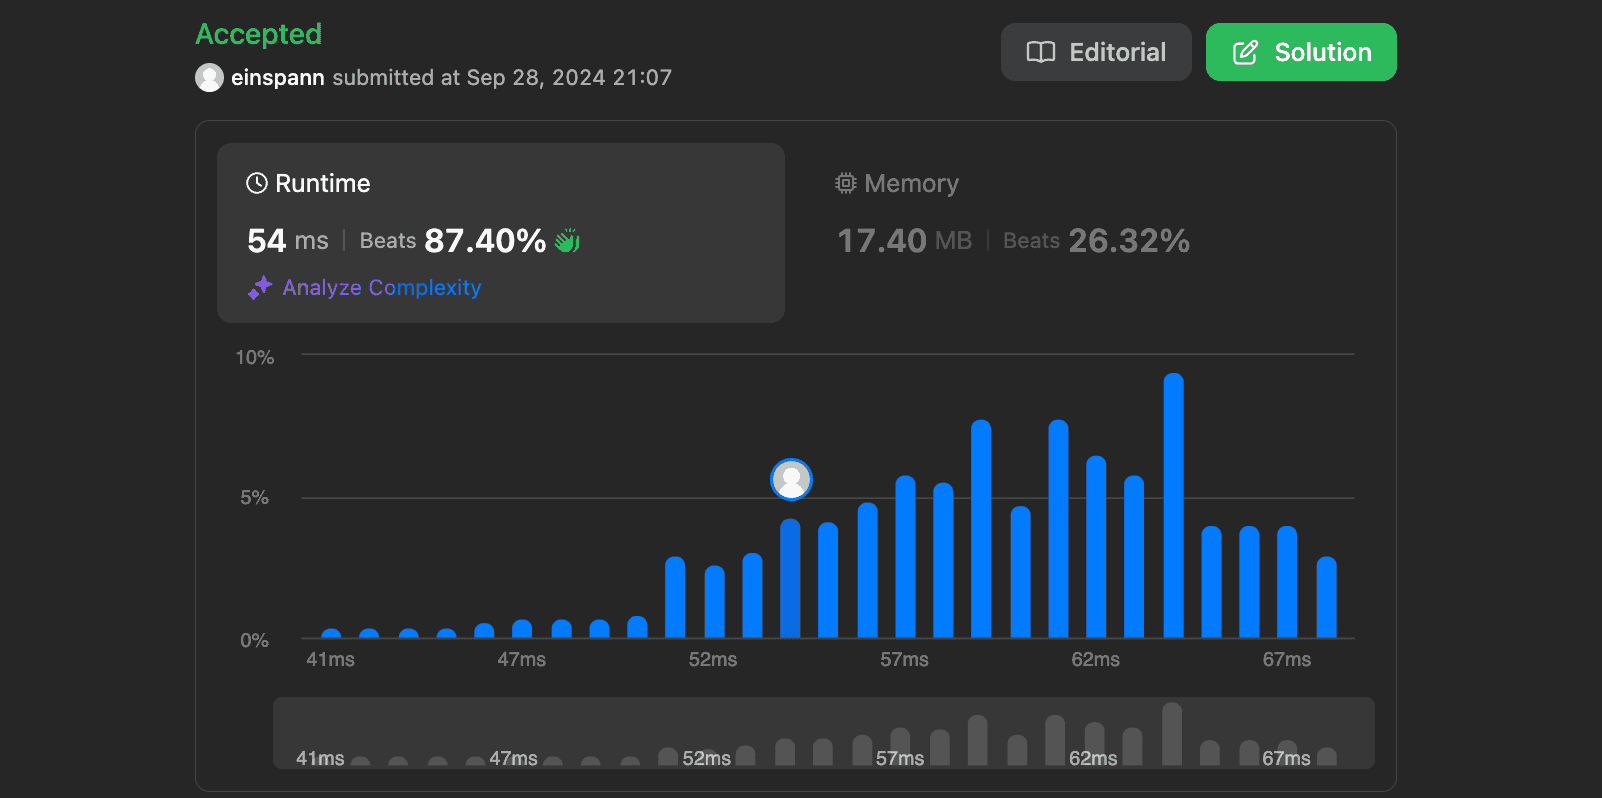 Accepted
einspann submitted at Sep 28, 2024 21:07
Editorial
Solution
Runtime
54 ms | Beats 87.40%
Analyze Complexity
Memory
17.40 MB | Beats 26.32%
10%
5%
0%
41ms 47ms 52ms 57ms 62ms 67ms
41ms 47ms 52ms 57ms 62ms 67ms